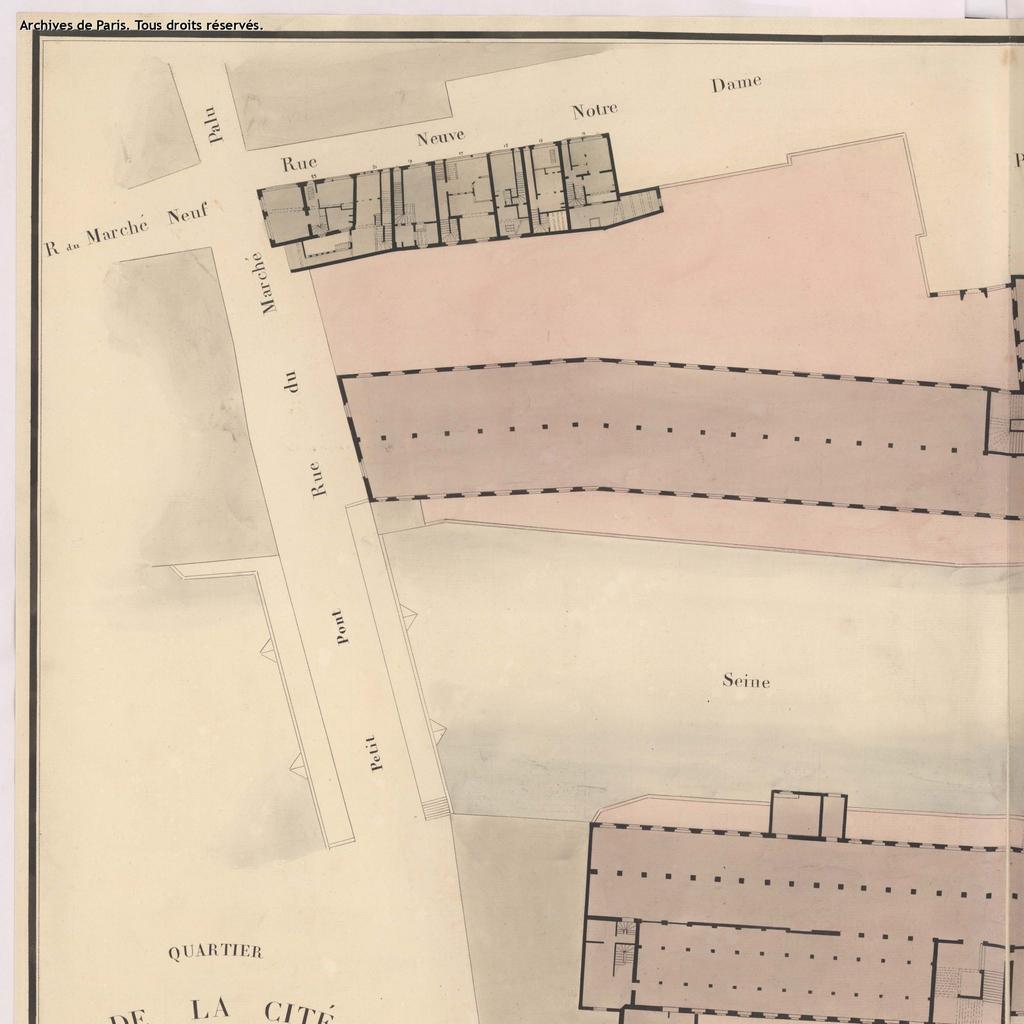 Archives de Paris. Tous droits réservés.
Palu
Rue Neuve Notre Dame
R du Marché Neuf
Rue du Marché
Petit Pont
Seine
QUARTIER
DE LA CITÉ